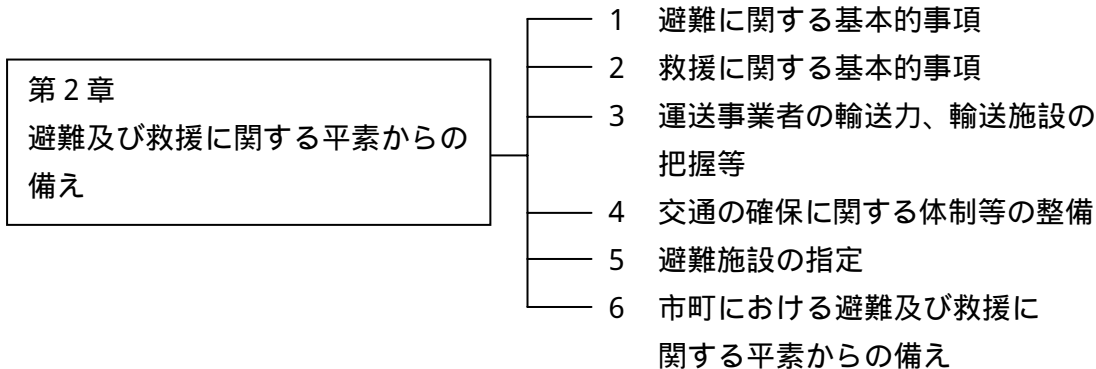 第2章
避難及び救援に関する平素からの
備え
1 避難に関する基本的事項
2 救援に関する基本的事項
3 運送事業者の輸送力、輸送施設の
把握等
4 交通の確保に関する体制等の整備
5 避難施設の指定
6 市町における避難及び救援に
関する平素からの備え